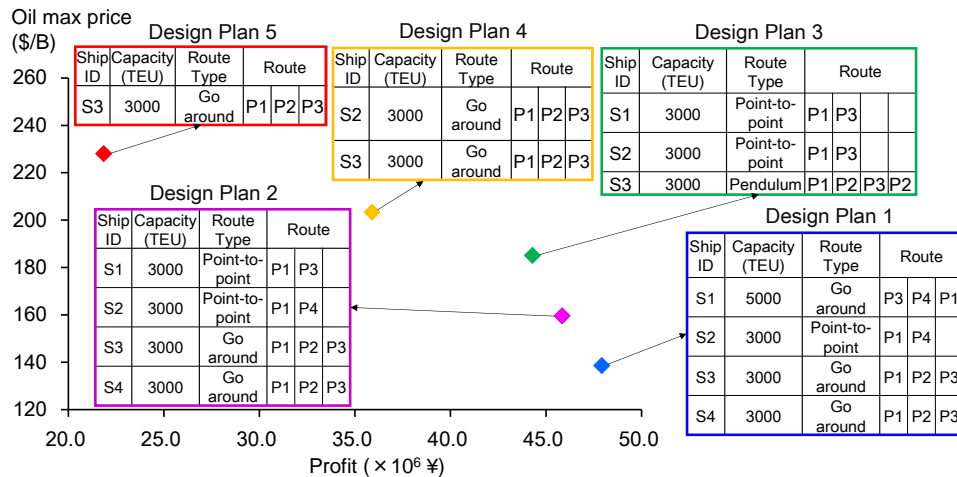 Oil max price
($/B)
260
240
220
200
180
160
140
120
20.0 25.0 30.0 35.0 40.0 45.0 50.0
Profit (×10⁶ ¥)
Design Plan 5
Ship ID Capacity (TEU) Route Type Route
S3 3000 Go around P1 P2 P3
Design Plan 4
Ship ID Capacity (TEU) Route Type Route
S2 3000 Go around P1 P2 P3
S3 3000 Go around P1 P2 P3
Design Plan 3
Ship ID Capacity (TEU) Route Type Route
S1 3000 Point-to-point P1 P3
S2 3000 Point-to-point P1 P3
S3 3000 Pendulum P1 P2 P3 P2
Design Plan 2
Ship ID Capacity (TEU) Route Type Route
S1 3000 Point-to-point P1 P3
S2 3000 Point-to-point P1 P4
S3 3000 Go around P1 P2 P3
S4 3000 Go around P1 P2 P3
Design Plan 1
Ship ID Capacity (TEU) Route Type Route
S1 5000 Go around P3 P4 P1
S2 3000 Point-to-point P1 P4
S3 3000 Go around P1 P2 P3
S4 3000 Go around P1 P2 P3